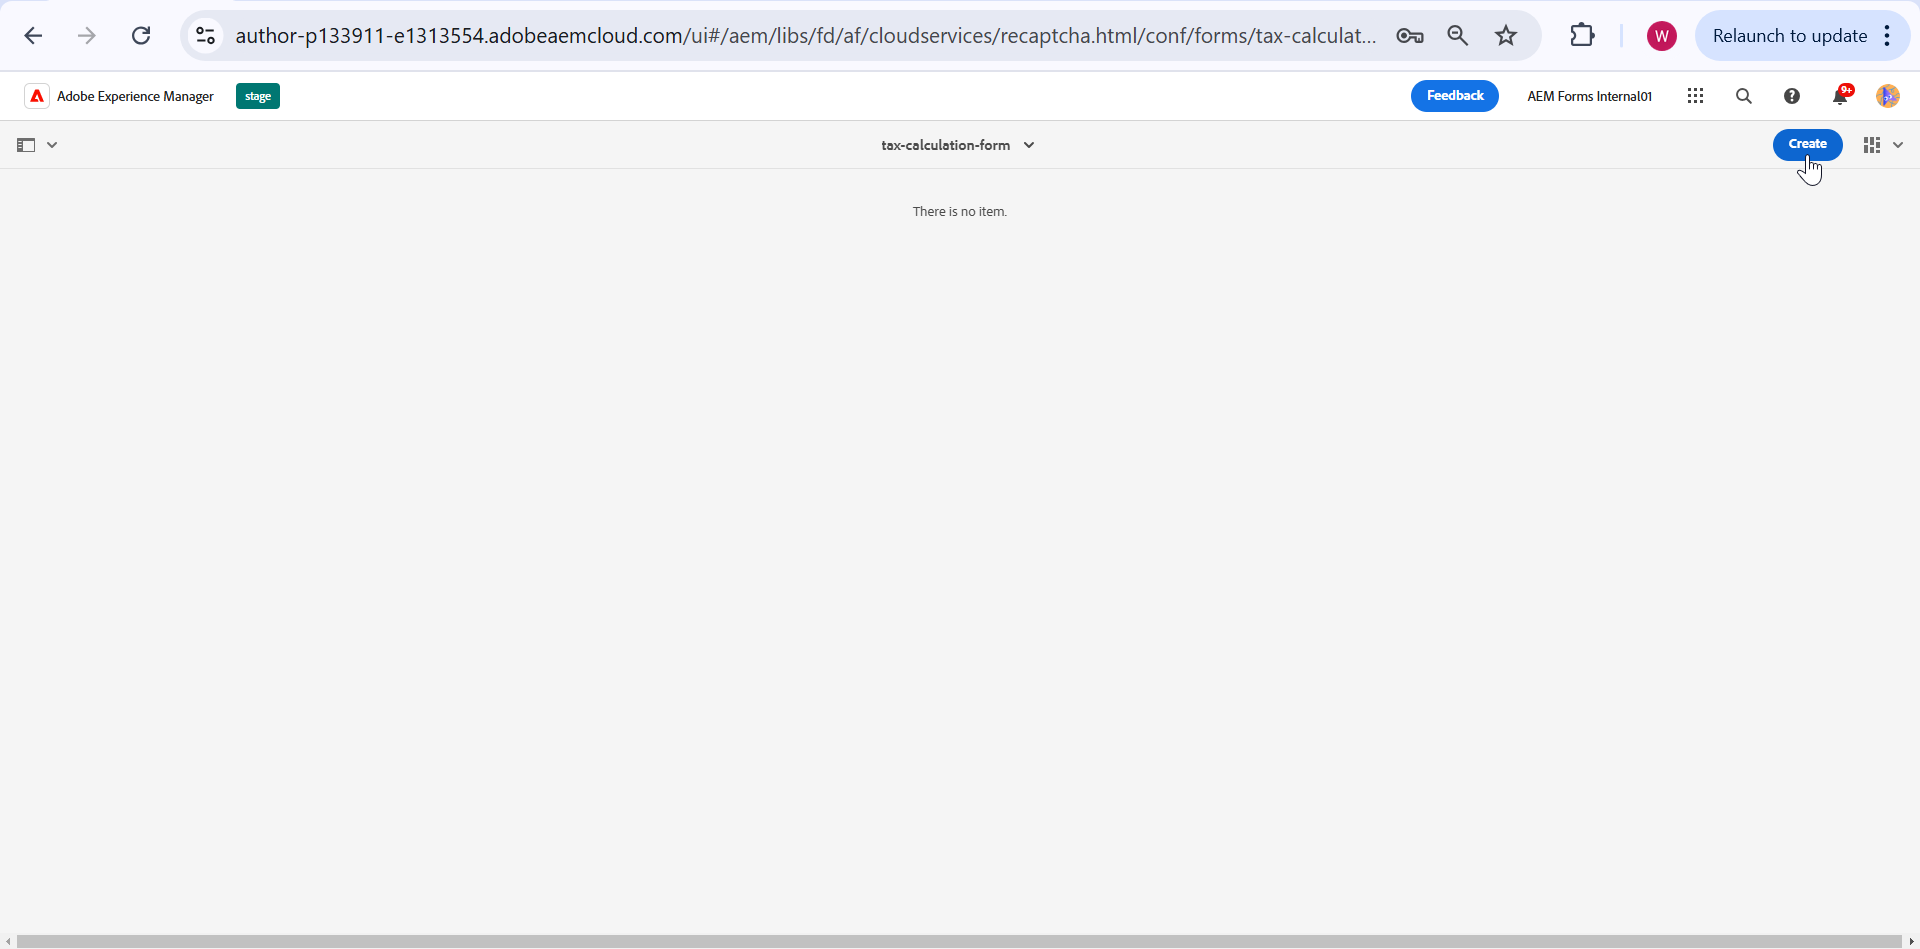 author-p133911-e1313554.adobeaemcloud.com/ui#/aem/libs/fd/af/cloudservices/recaptcha.html/conf/forms/tax-calculat...
W
Relaunch to update
Adobe Experience Manager
stage
Feedback
AEM Forms Internal01
9+
tax-calculation-form
Create
There is no item.